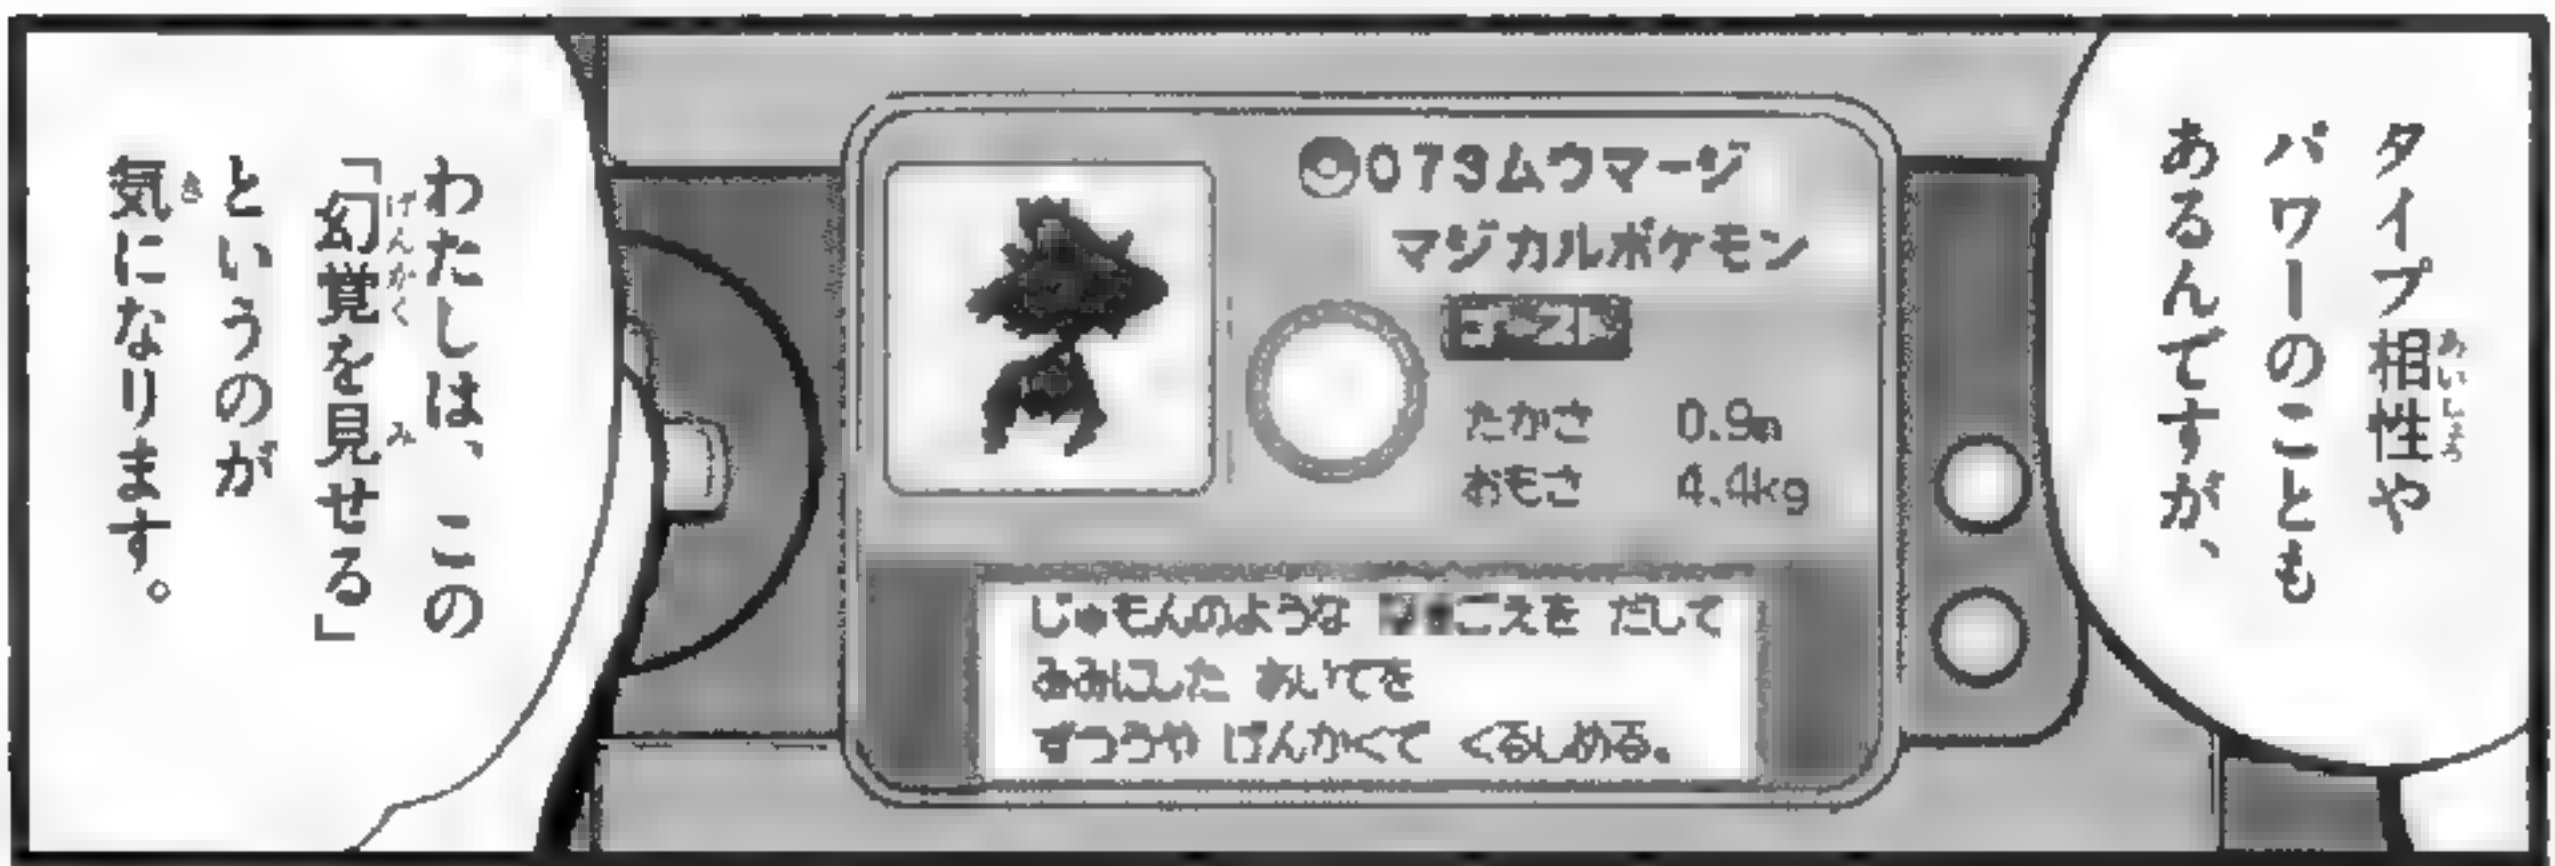 タイプ相性や
パワーのことも
あるんですが、
073ムウマージ
マジカルポケモン
ゴースト
たかさ 0.9m
おもさ 4.4kg
じゅもんのような ごえを だして
みみにした あいてを
ずつうや げんかくで くるしめる。
わたしは、この
「幻覚を見せる」
というのが
気になります。